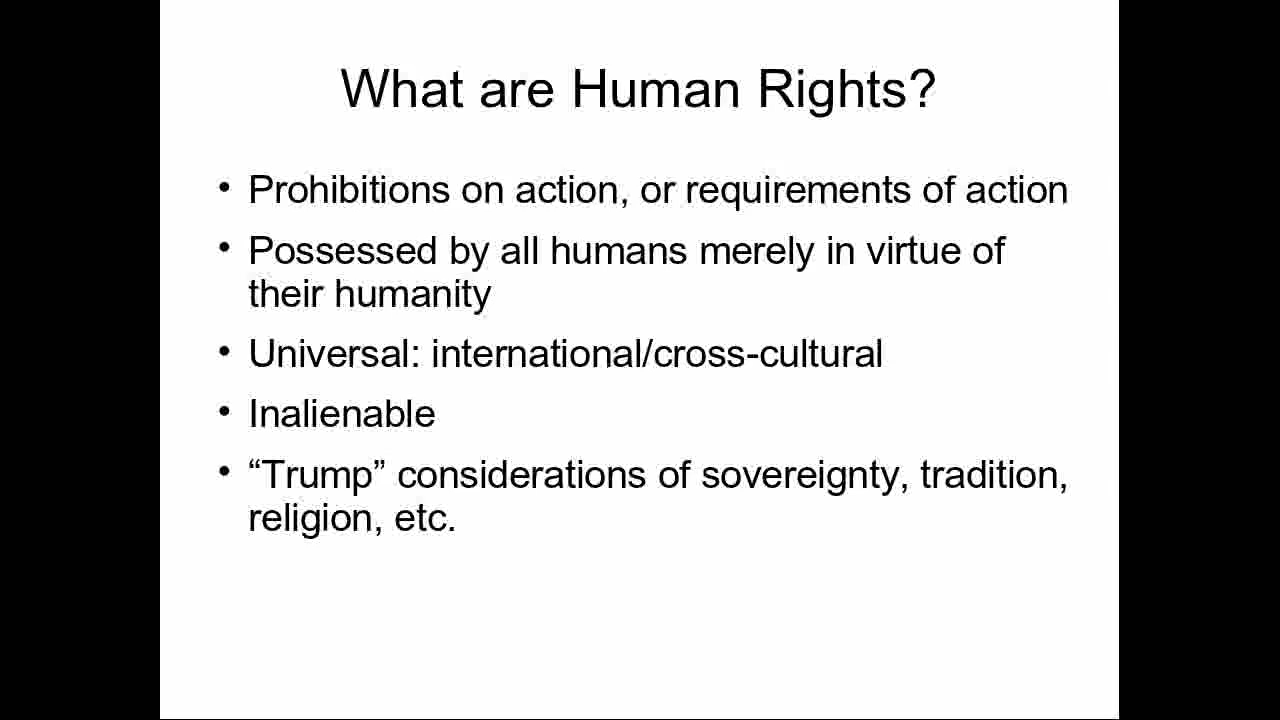 What are Human Rights?
• Prohibitions on action, or requirements of action
• Possessed by all humans merely in virtue of
their humanity
• Universal: international/cross-cultural
• Inalienable
• “Trump” considerations of sovereignty, tradition,
religion, etc.